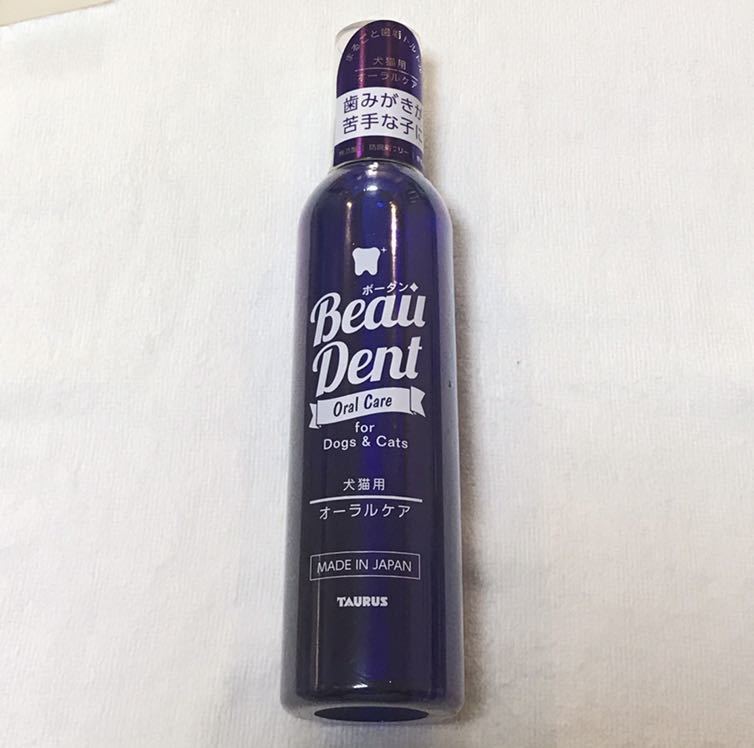 犬猫用
オーラルケア
歯みがきが
苦手な子に
ボーダン
Beau
Dent
Oral Care
for
Dogs & Cats
犬猫用
オーラルケア
MADE IN JAPAN
TAURUS